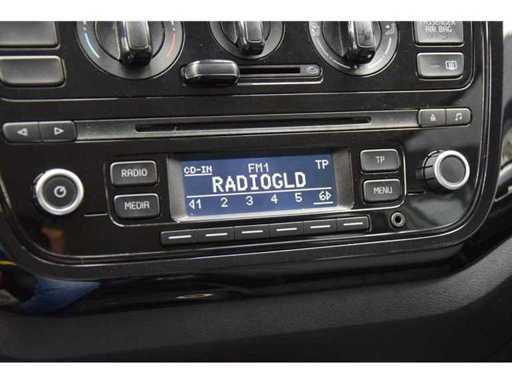 PASSENGER
AIR BAG
RADIO
MEDIA
CD-IN FM1 TP
RADIOGLD
1 2 3 4 5 6
TP
MENU